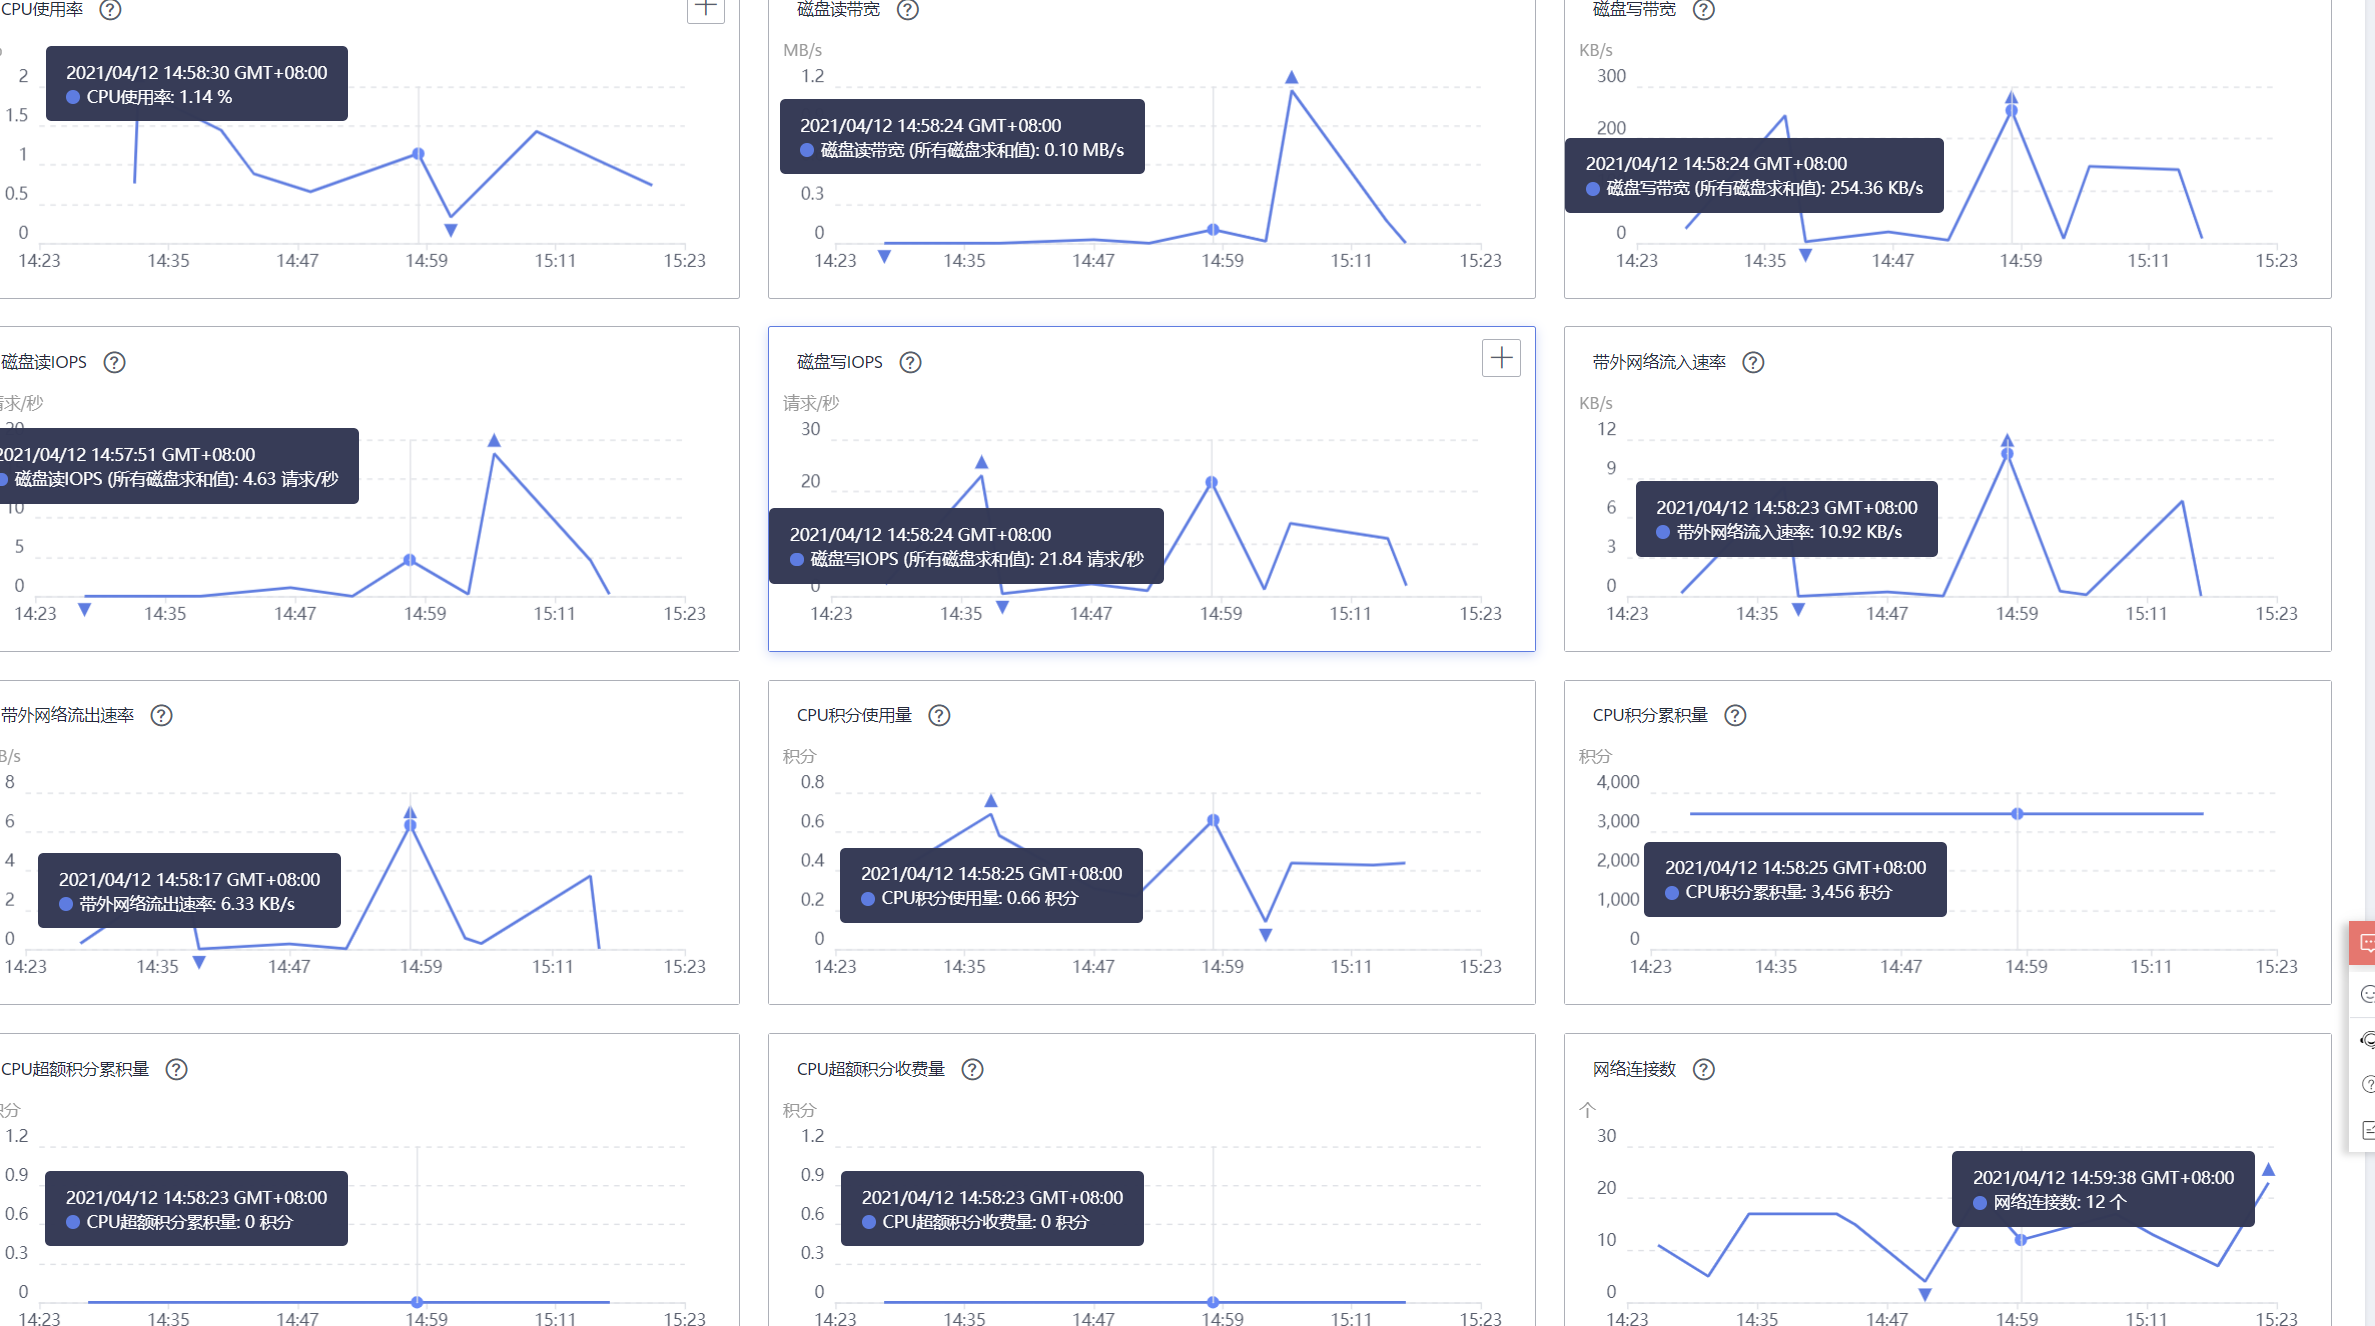 CPU使用率
2
1.5
1
0.5
0
2021/04/12 14:58:30 GMT+08:00
CPU使用率: 1.14 %
14:23 14:35 14:47 14:59 15:11 15:23
磁盘读带宽
MB/s
1.2
2021/04/12 14:58:24 GMT+08:00
磁盘读带宽 (所有磁盘求和值): 0.10 MB/s
0.3
0
14:23 14:35 14:47 14:59 15:11 15:23
磁盘写带宽
KB/s
300
200
2021/04/12 14:58:24 GMT+08:00
磁盘写带宽 (所有磁盘求和值): 254.36 KB/s
0
14:23 14:35 14:47 14:59 15:11 15:23
磁盘读IOPS
请求/秒
20
2021/04/12 14:57:51 GMT+08:00
磁盘读IOPS (所有磁盘求和值): 4.63 请求/秒
10
5
0
14:23 14:35 14:47 14:59 15:11 15:23
磁盘写IOPS
请求/秒
30
20
2021/04/12 14:58:24 GMT+08:00
磁盘写IOPS (所有磁盘求和值): 21.84 请求/秒
0
14:23 14:35 14:47 14:59 15:11 15:23
带外网络流入速率
KB/s
12
9
6
3
0
2021/04/12 14:58:23 GMT+08:00
带外网络流入速率: 10.92 KB/s
14:23 14:35 14:47 14:59 15:11 15:23
带外网络流出速率
B/s
8
6
4
2
0
2021/04/12 14:58:17 GMT+08:00
带外网络流出速率: 6.33 KB/s
14:23 14:35 14:47 14:59 15:11 15:23
CPU积分使用量
积分
0.8
0.6
0.4
0.2
0
2021/04/12 14:58:25 GMT+08:00
CPU积分使用量: 0.66 积分
14:23 14:35 14:47 14:59 15:11 15:23
CPU积分累积量
积分
4,000
3,000
2,000
1,000
0
2021/04/12 14:58:25 GMT+08:00
CPU积分累积量: 3,456 积分
14:23 14:35 14:47 14:59 15:11 15:23
CPU超额积分累积量
积分
1.2
0.9
0.6
0.3
0
2021/04/12 14:58:23 GMT+08:00
CPU超额积分累积量: 0 积分
14:23 14:35 14:47 14:59 15:11 15:23
CPU超额积分收费量
积分
1.2
0.9
0.6
0.3
0
2021/04/12 14:58:23 GMT+08:00
CPU超额积分收费量: 0 积分
14:23 14:35 14:47 14:59 15:11 15:23
网络连接数
个
30
20
10
0
2021/04/12 14:59:38 GMT+08:00
网络连接数: 12 个
14:23 14:35 14:47 14:59 15:11 15:23